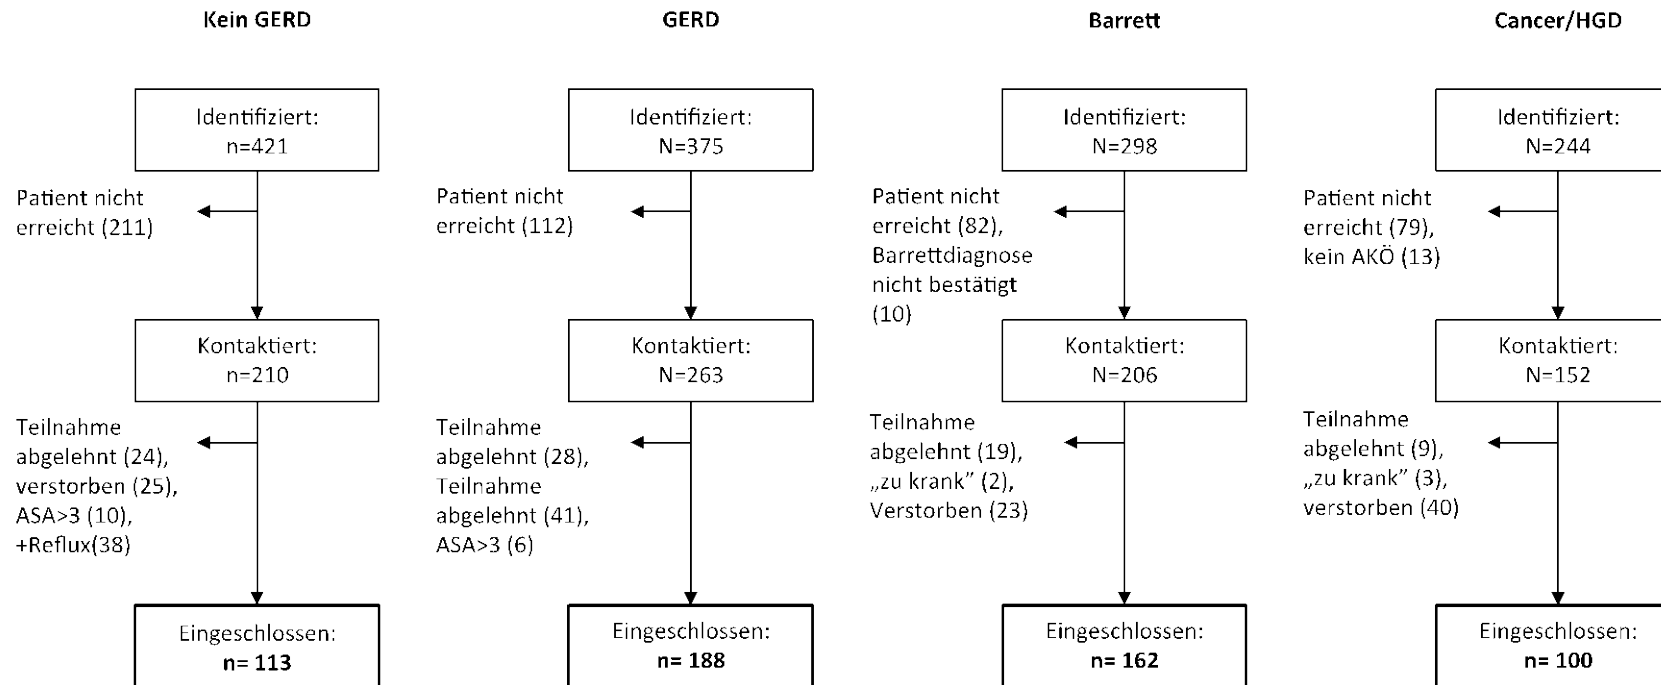 Kein GERD
Identifiziert:
n=421
Patient nicht
erreicht (211)
Kontaktiert:
n=210
Teilnahme
abgelehnt (24),
verstorben (25),
ASA>3 (10),
+Reflux(38)
Eingeschlossen:
n= 113
GERD
Identifiziert:
N=375
Patient nicht
erreicht (112)
Kontaktiert:
N=263
Teilnahme
abgelehnt (28),
Teilnahme
abgelehnt (41),
ASA>3 (6)
Eingeschlossen:
n= 188
Barrett
Identifiziert:
N=298
Patient nicht
erreicht (82),
Barrettdiagnose
nicht bestätigt
(10)
Kontaktiert:
N=206
Teilnahme
abgelehnt (19),
„zu krank” (2),
Verstorben (23)
Eingeschlossen:
n= 162
Cancer/HGD
Identifiziert:
N=244
Patient nicht
erreicht (79),
kein AKÖ (13)
Kontaktiert:
N=152
Teilnahme
abgelehnt (9),
„zu krank” (3),
verstorben (40)
Eingeschlossen:
n= 100